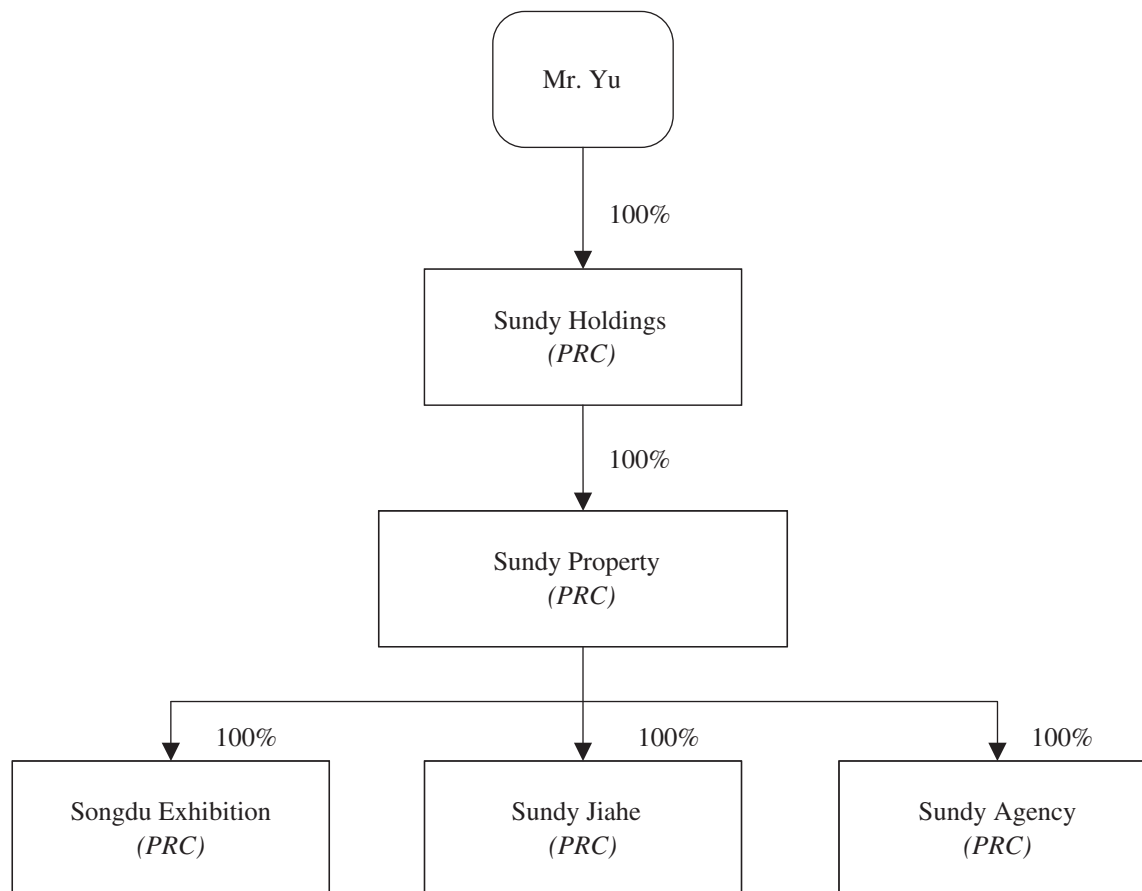 Mr. Yu
100%
Sundy Holdings
(PRC)
100%
Sundy Property
(PRC)
100%
100%
100%
Songdu Exhibition
(PRC)
Sundy Jiahe
(PRC)
Sundy Agency
(PRC)